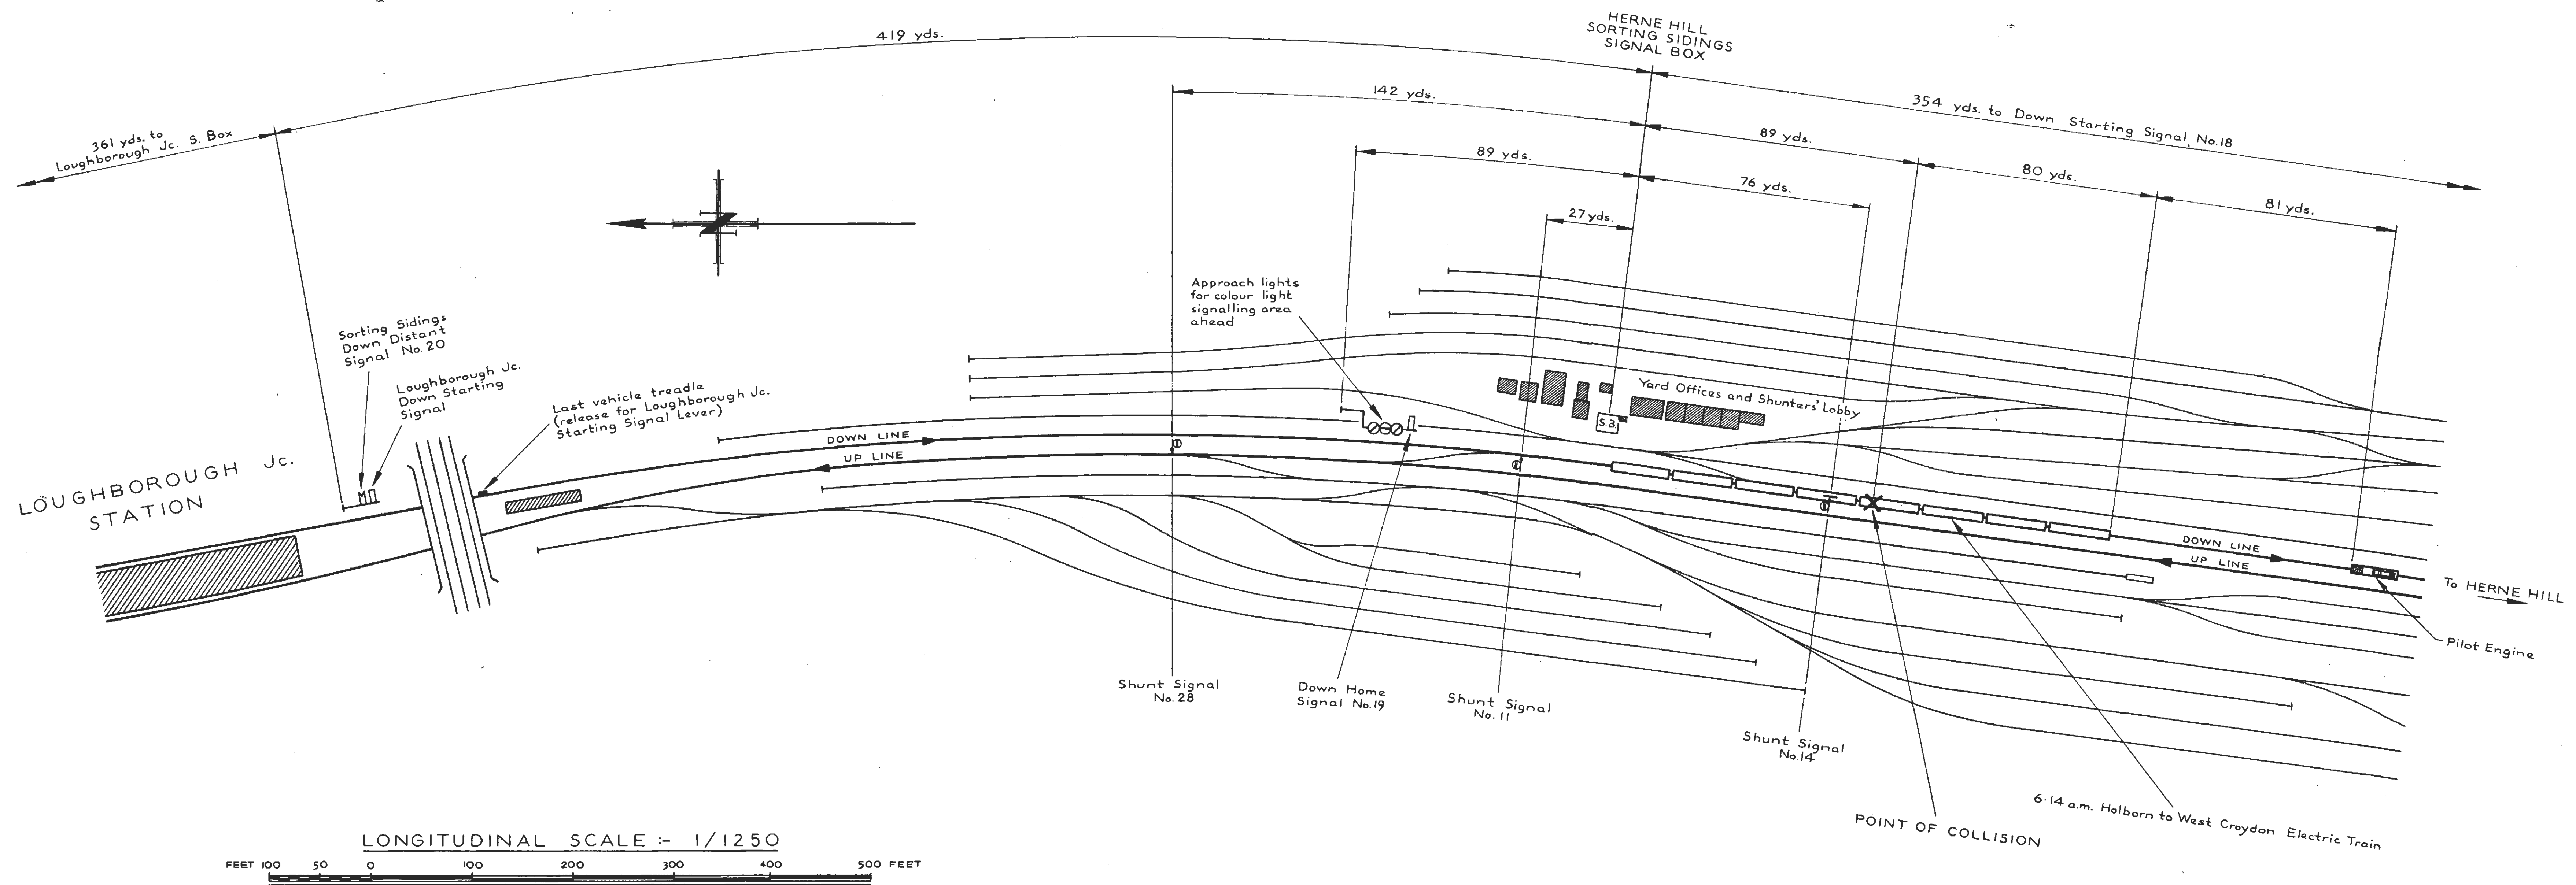 HERNE HILL
SORTING SIDINGS
SIGNAL BOX
419 yds.
142 yds.
354 yds. to Down Starting Signal, No.18
361 yds. to
Loughborough Jc. S. Box
89 yds.
89 yds.
80 yds.
76 yds.
81 yds.
27 yds.
Approach lights
for colour light
signalling area
ahead
Sorting Sidings
Down Distant
Signal No.20
Loughborough Jc.
Down Starting
Signal
Last vehicle treadle
(release for Loughborough Jc.
Starting Signal Lever)
Yard Offices and Shunters' Lobby
S.B.
DOWN LINE
UP LINE
LOUGHBOROUGH Jc.
STATION
DOWN LINE
UP LINE
To HERNE HILL
Pilot Engine
Shunt Signal
No.28
Down Home
Signal No.19
Shunt Signal
No.11
Shunt Signal
No.14
6·14 a.m. Holborn to West Croydon Electric Train
POINT OF COLLISION
LONGITUDINAL SCALE :- 1/1250
FEET 100 50 0 100 200 300 400 500 FEET